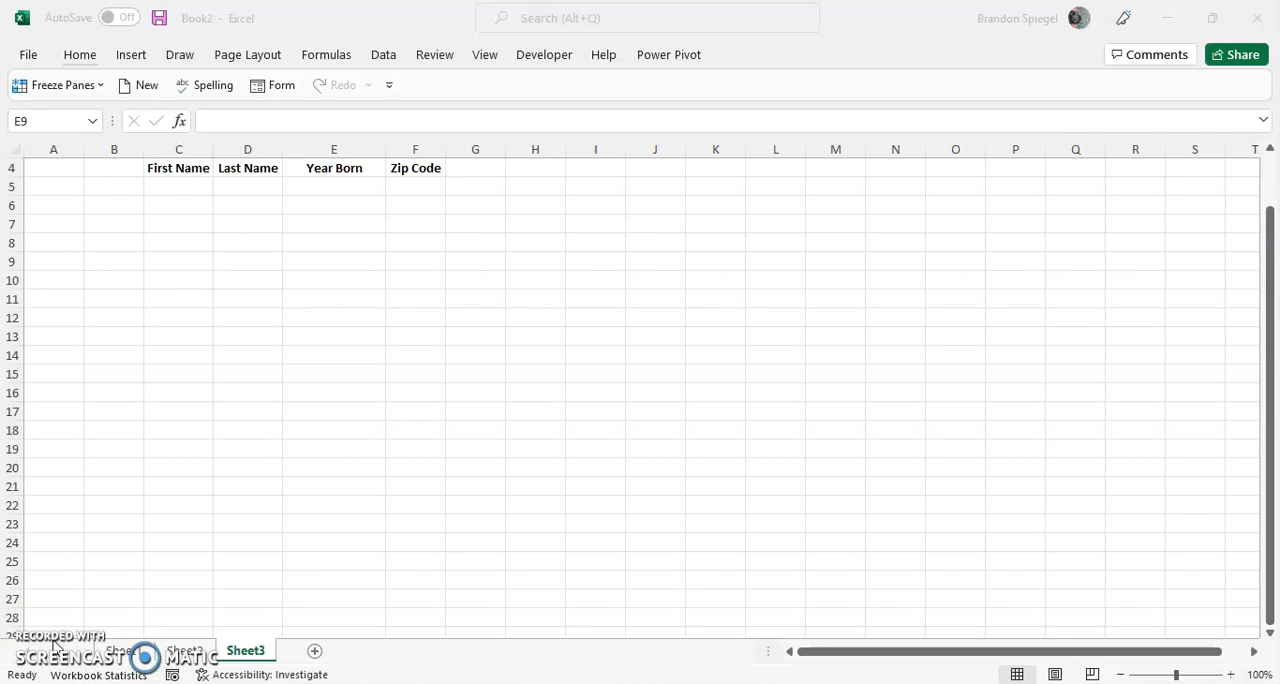 AutoSave Off Book2 - Excel Search (Alt+Q) Brandon Spiegel
File Home Insert Draw Page Layout Formulas Data Review View Developer Help Power Pivot Comments Share
Freeze Panes New Spelling Form Redo
E9 fx
A B C D E F G H I J K L M N O P Q R S T
4 First Name Last Name Year Born Zip Code
5
6
7
8
9
10
11
12
13
14
15
16
17
18
19
20
21
22
23
24
25
26
27
28
RECORDED WITH
SCREENCAST MATIC
Sheet3
Ready Workbook Statistics Accessibility: Investigate 100%